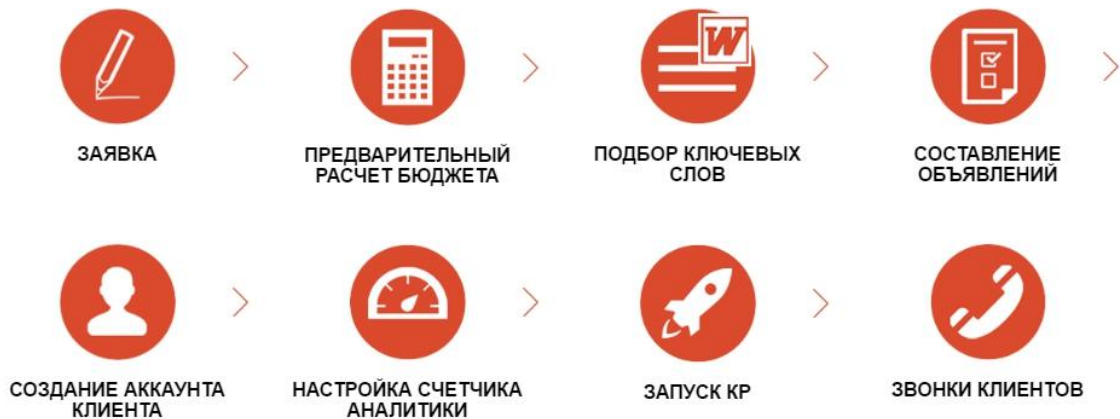 W
ЗАЯВКА
ПРЕДВАРИТЕЛЬНЫЙ
РАСЧЕТ БЮДЖЕТА
ПОДБОР КЛЮЧЕВЫХ
СЛОВ
СОСТАВЛЕНИЕ
ОБЪЯВЛЕНИЙ
СОЗДАНИЕ АККАУНТА
КЛИЕНТА
НАСТРОЙКА СЧЕТЧИКА
АНАЛИТИКИ
ЗАПУСК КР
ЗВОНКИ КЛИЕНТОВ